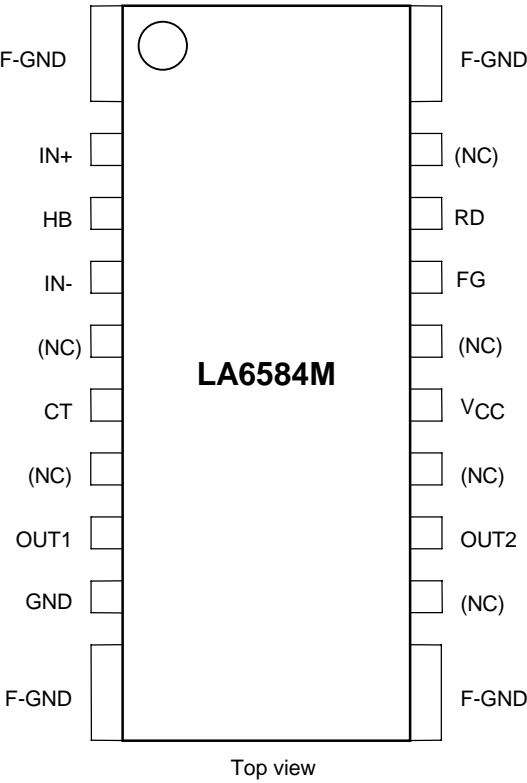 F-GND F-GND
IN+ (NC)
HB RD
IN- FG
(NC) (NC)
LA6584M
CT VCC
(NC) (NC)
OUT1 OUT2
GND (NC)
F-GND F-GND
Top view